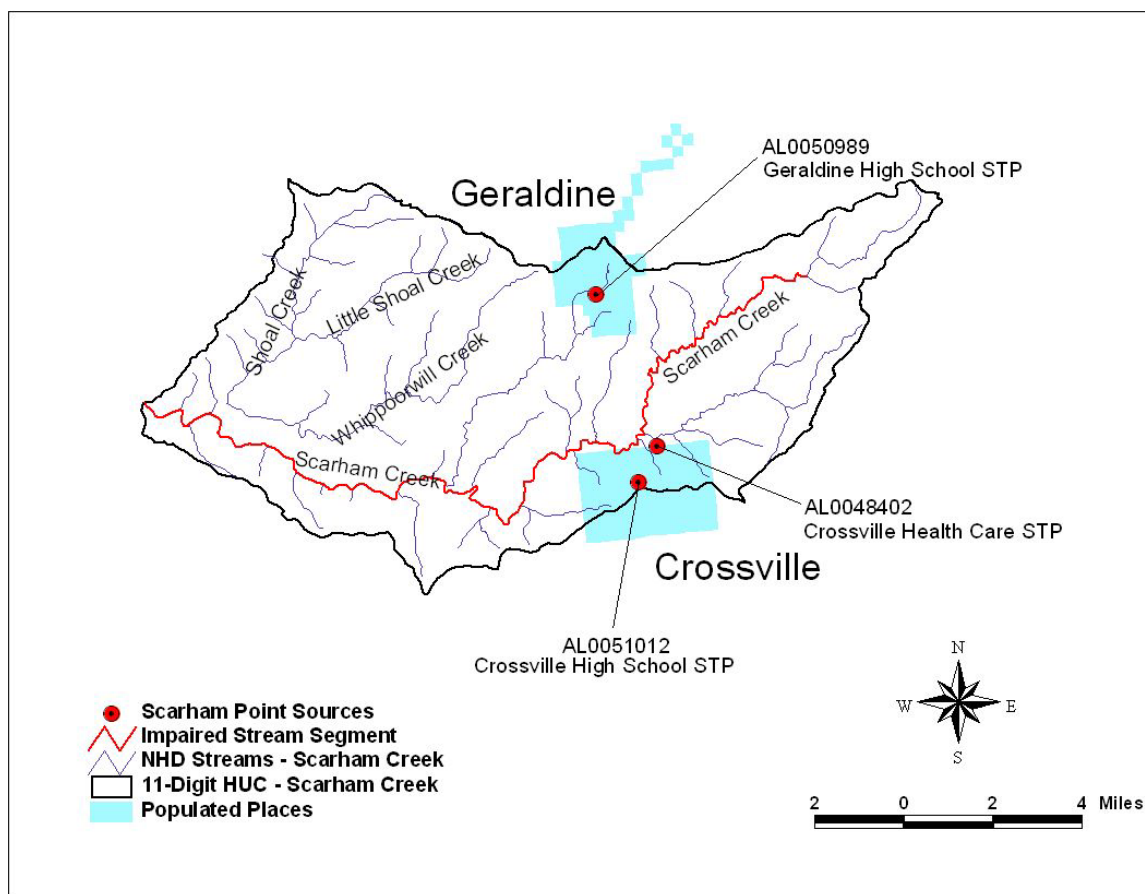 AL0050989
Geraldine High School STP
Geraldine
Shoal Creek
Little Shoal Creek
Scarham Creek
Whippoorwill Creek
Scarham Creek
AL0048402
Crossville Health Care STP
Crossville
AL0051012
Crossville High School STP
N
W
E
S
Scarham Point Sources
Impaired Stream Segment
NHD Streams - Scarham Creek
11-Digit HUC - Scarham Creek
Populated Places
2 0 2 4 Miles